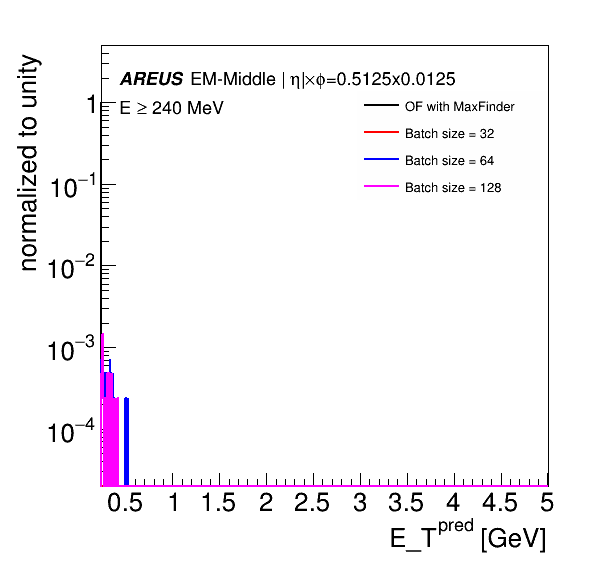 AREUS EM-Middle | η|×ϕ=0.5125x0.0125
E ≥ 240 MeV
OF with MaxFinder
Batch size = 32
Batch size = 64
Batch size = 128
normalized to unity
1
10−1
10−2
10−3
10−4
0.5 1 1.5 2 2.5 3 3.5 4 4.5 5
E_T^pred [GeV]